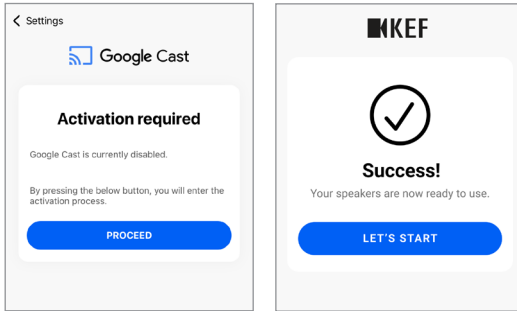 Settings
Google Cast
Activation required
Google Cast is currently disabled.
By pressing the below button, you will enter the
activation process.
PROCEED
KEF
Success!
Your speakers are now ready to use.
LET'S START